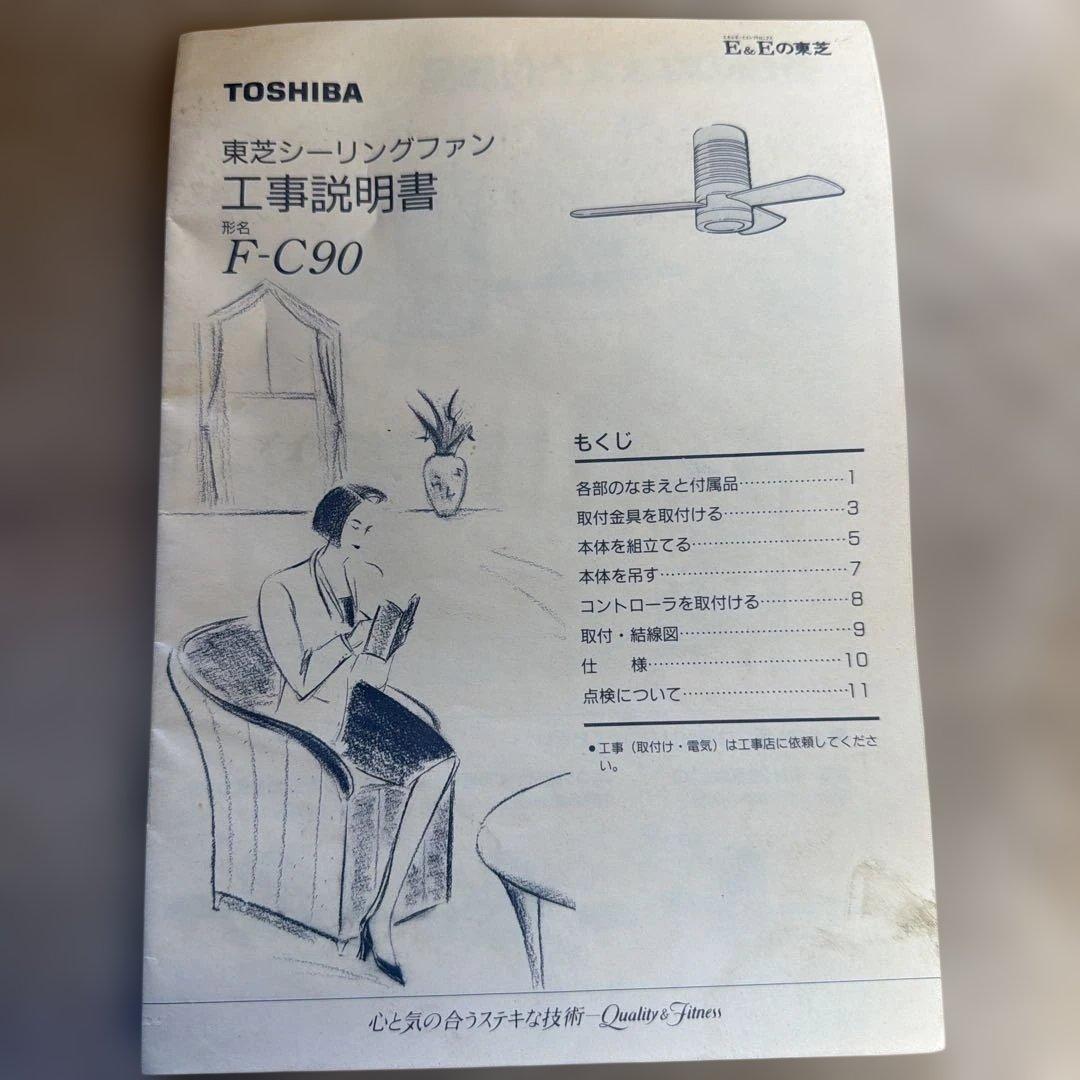 E&Eの東芝
TOSHIBA
東芝シーリングファン
工事説明書
形名
F-C90
もくじ
各部のなまえと付属品…………………1
取付金具を取付ける……………………3
本体を組立てる…………………………5
本体を吊す………………………………7
コントローラを取付ける………………8
取付・結線図……………………………9
仕　様……………………………………10
点検について……………………………11
●工事（取付け・電気）は工事店に依頼してくださ
い。
心と気の合うステキな技術—Quality & Fitness